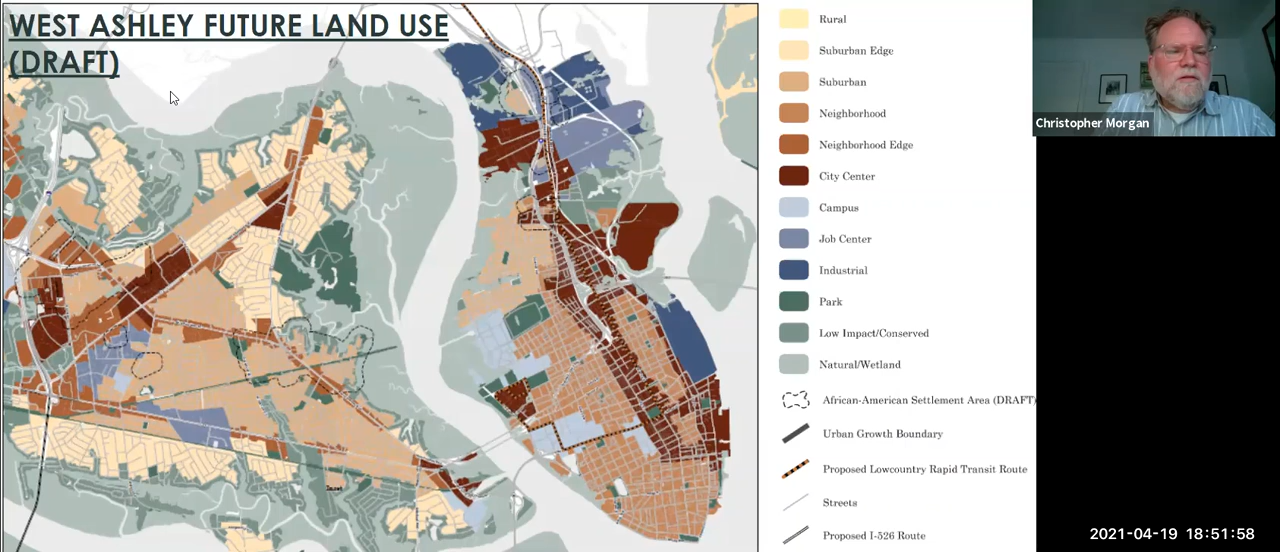 WEST ASHLEY FUTURE LAND USE
(DRAFT)
Rural
Suburban Edge
Suburban
Neighborhood
Neighborhood Edge
City Center
Campus
Job Center
Industrial
Park
Low Impact/Conserved
Natural/Wetland
African-American Settlement Area (DRAFT)
Urban Growth Boundary
Proposed Lowcountry Rapid Transit Route
Streets
Proposed I-526 Route
Christopher Morgan
2021-04-19 18:51:58